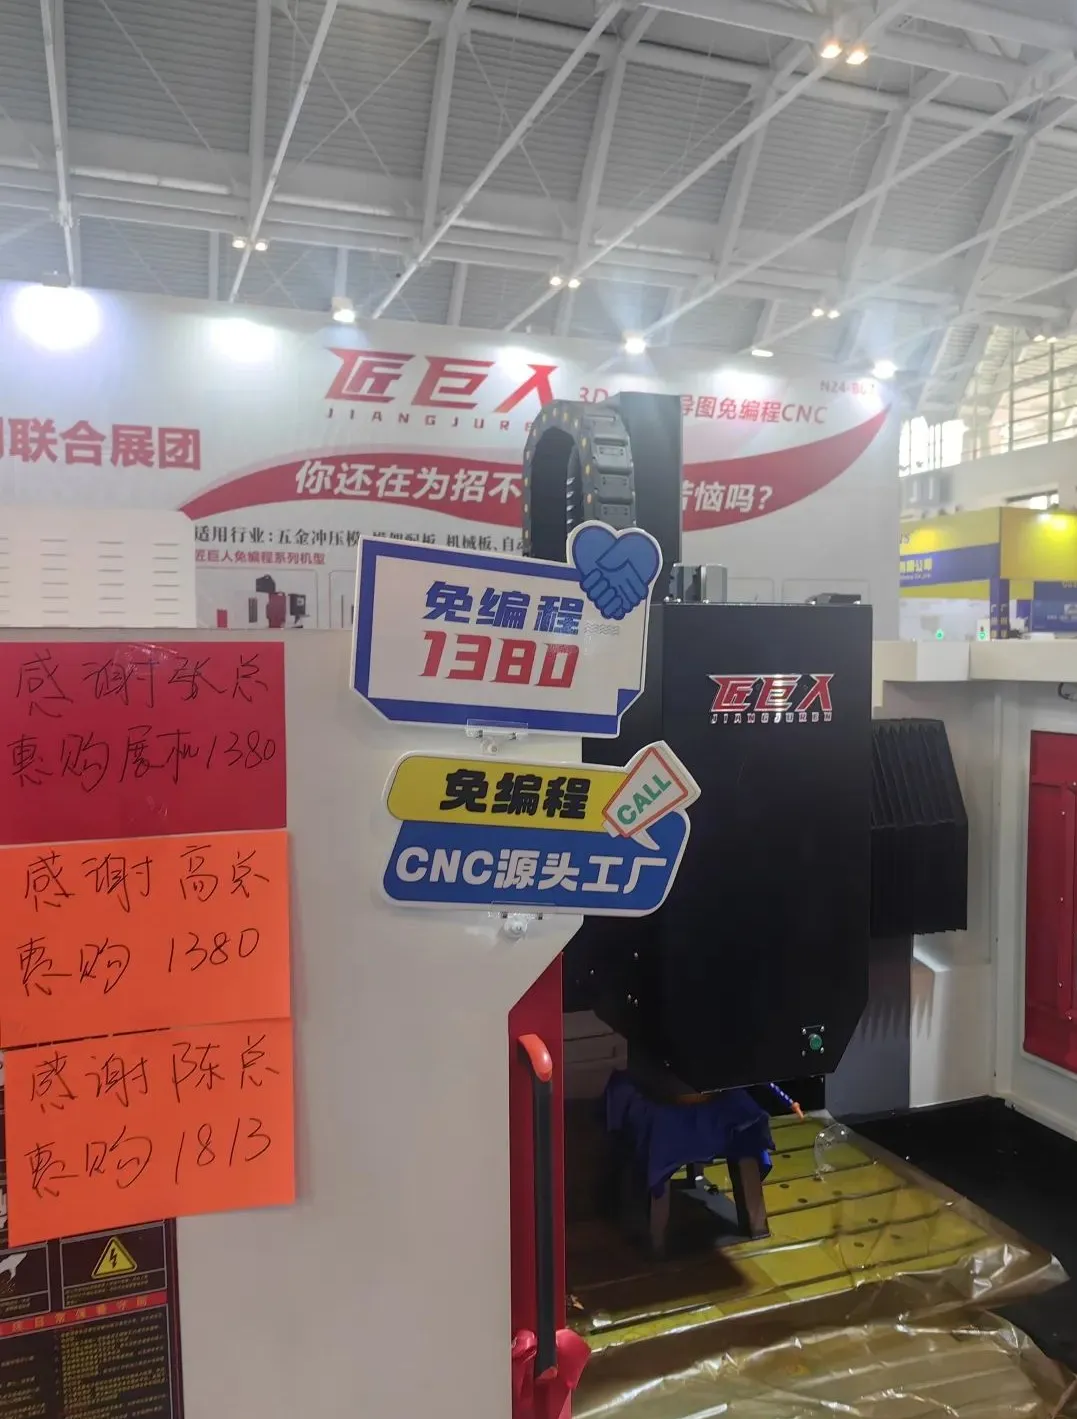 匠巨人
JIANGJUREN
3D
导图免编程CNC
联合展团
你还在为招不
恼吗?
适用行业:五金冲压模
机械板、自
匠巨人免编程系列机型
免编程
1380
匠巨人
JIANGJUREN
免编程
CALL
CNC源头工厂
感谢张总
惠购展机1380
感谢高总
惠购 1380
感谢陈总
惠购1813